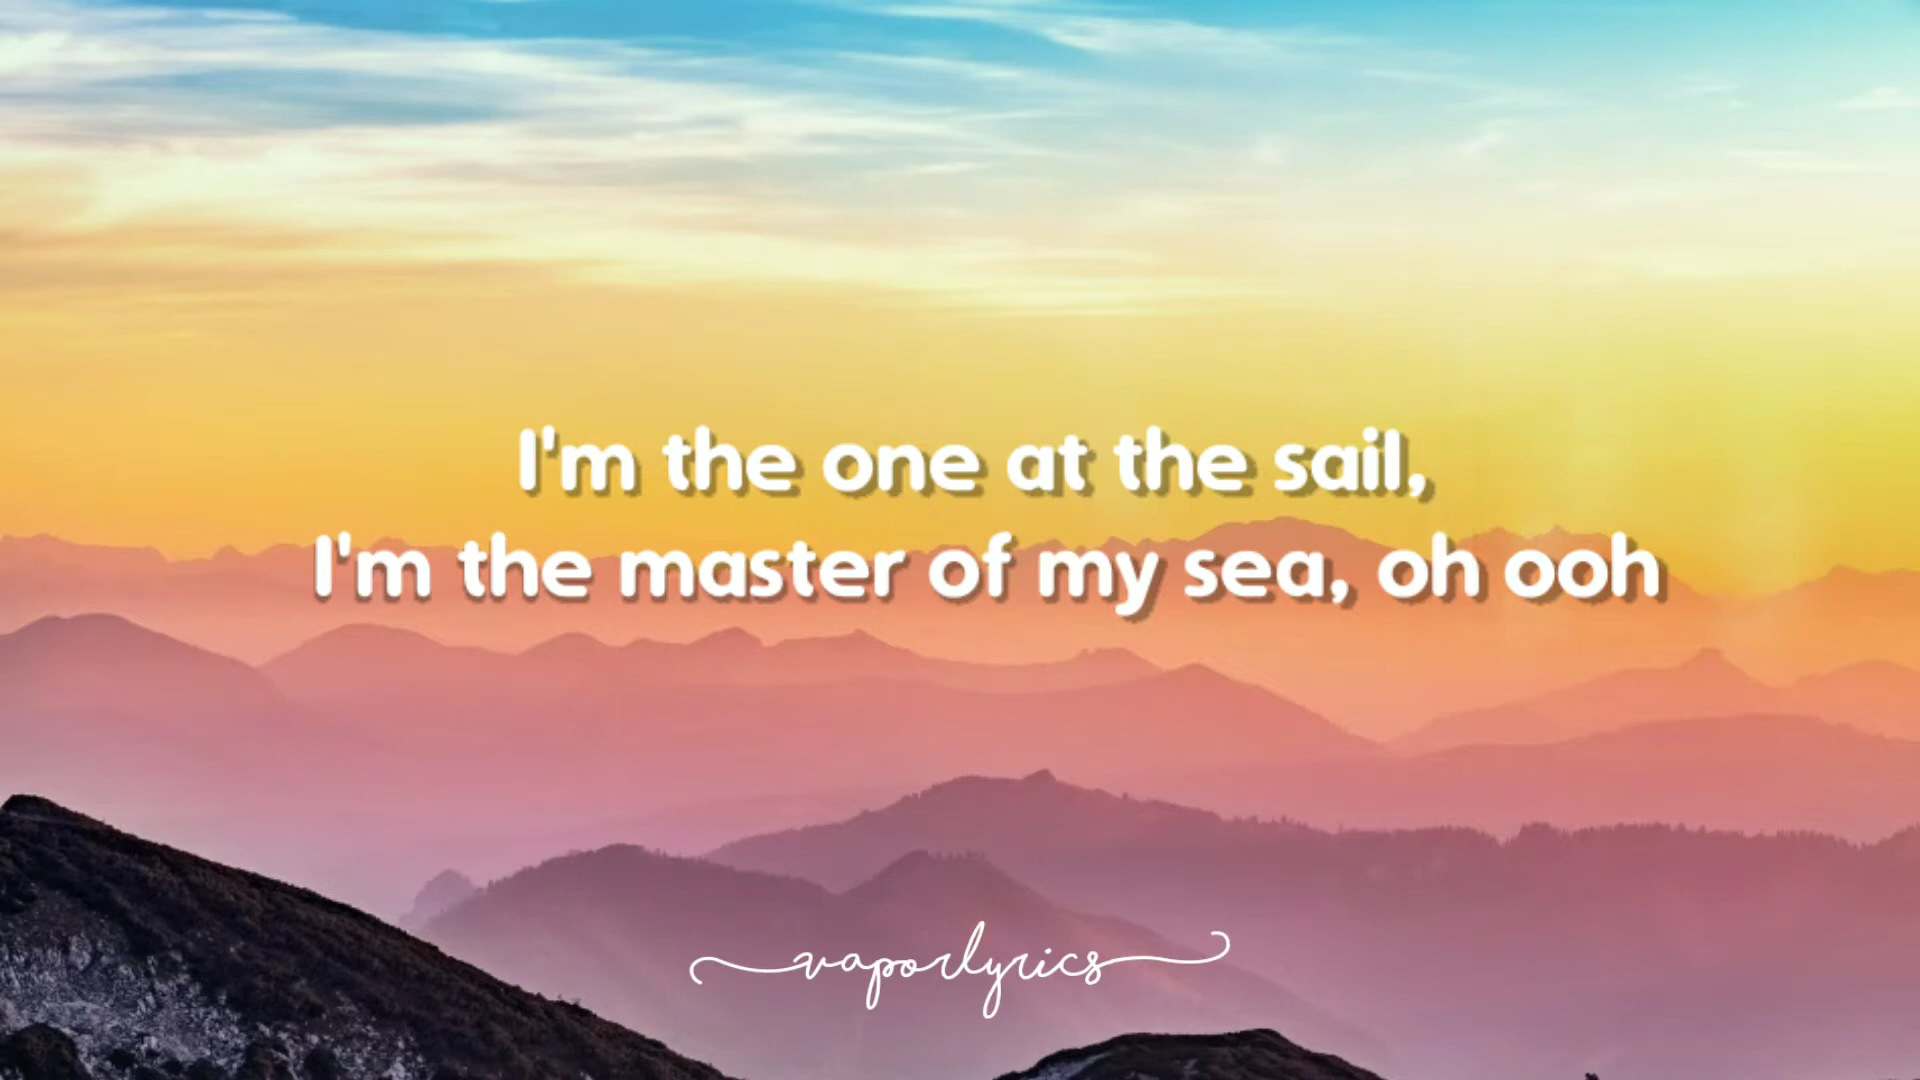 I'm the one at the sail,
I'm the master of my sea, oh ooh
vaporlyrics